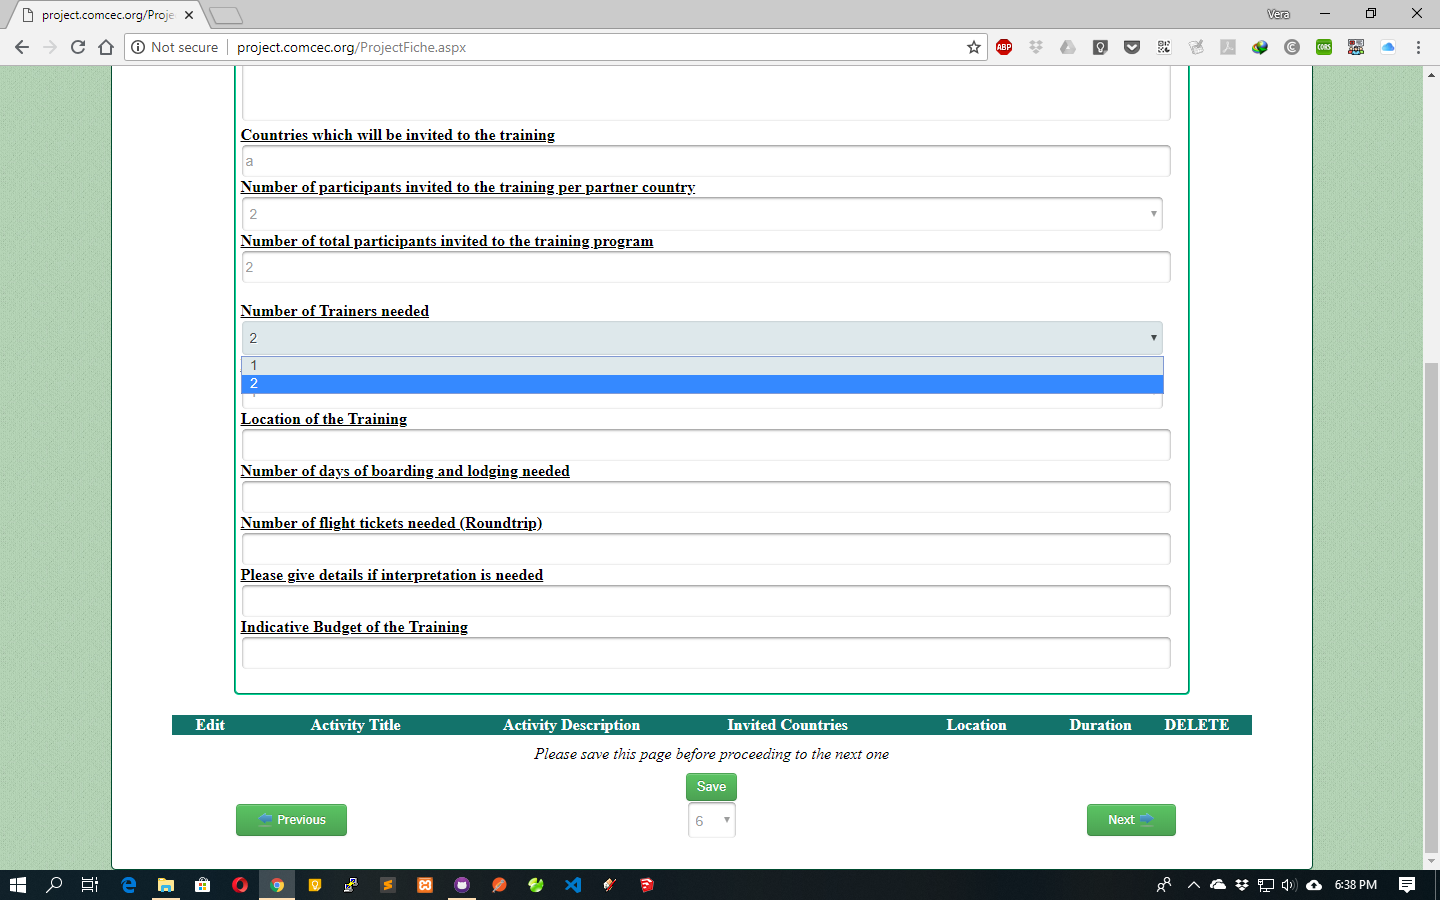 project.comcec.org/Proje
Vera
Not secure
project.comcec.org/ProjectFiche.aspx
ABP
CORS
Countries which will be invited to the training
a
Number of participants invited to the training per partner country
2
Number of total participants invited to the training program
2
Number of Trainers needed
2
1
2
Location of the Training
Number of days of boarding and lodging needed
Number of flight tickets needed (Roundtrip)
Please give details if interpretation is needed
Indicative Budget of the Training
Edit Activity Title Activity Description Invited Countries Location Duration DELETE
Please save this page before proceeding to the next one
Save
Previous
6
Next
6:38 PM